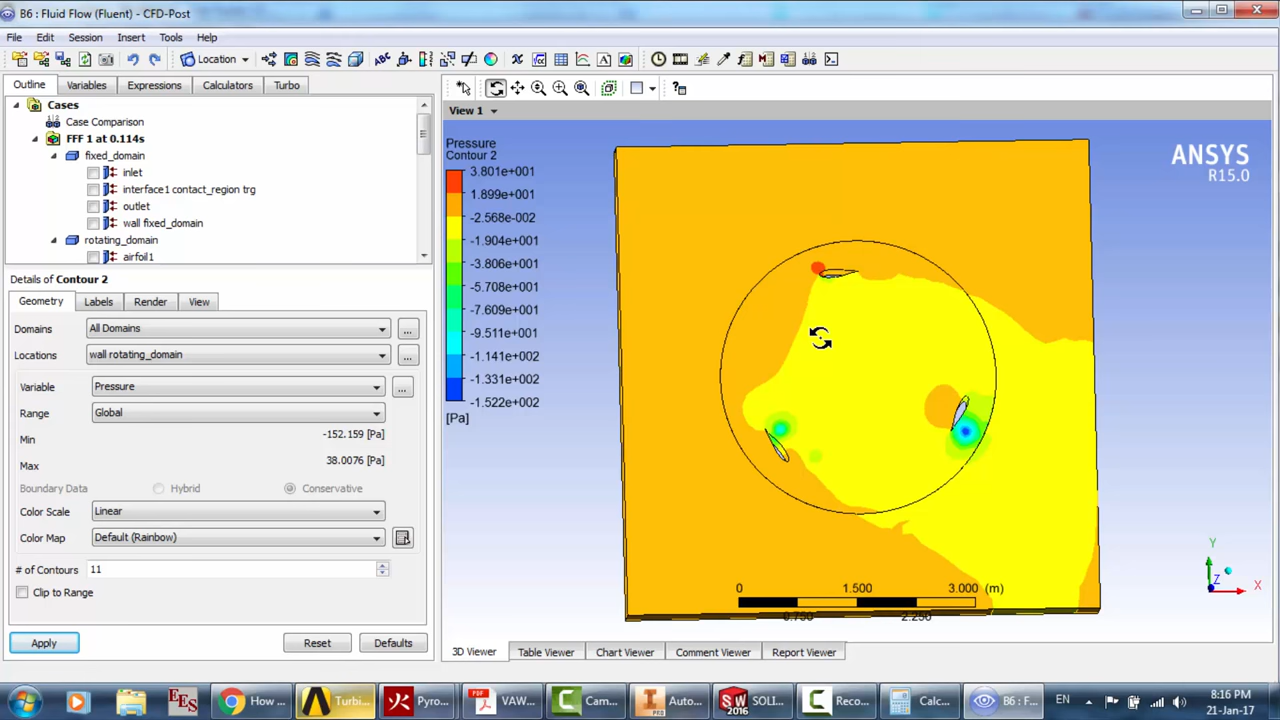 B6 : Fluid Flow (Fluent) - CFD-Post
File Edit Session Insert Tools Help
Location
Outline Variables Expressions Calculators Turbo
View 1
Cases
Case Comparison
FFF 1 at 0.114s
fixed_domain
inlet
interface1 contact_region trg
outlet
wall fixed_domain
rotating_domain
airfoil1
Details of Contour 2
Geometry Labels Render View
Domains All Domains ...
Locations wall rotating_domain ...
Variable Pressure ...
Range Global
Min -152.159 [Pa]
Max 38.0076 [Pa]
Boundary Data Hybrid Conservative
Color Scale Linear
Color Map Default (Rainbow)
# of Contours 11
Clip to Range
Apply Reset Defaults
Pressure
Contour 2
3.801e+001
1.899e+001
-2.568e-002
-1.904e+001
-3.806e+001
-5.708e+001
-7.609e+001
-9.511e+001
-1.141e+002
-1.331e+002
-1.522e+002
[Pa]
ANSYS
R15.0
0 1.500 3.000 (m)
0.750 2.250
Y
Z X
3D Viewer Table Viewer Chart Viewer Comment Viewer Report Viewer
EES How ... Turbi... Pyro... PDF VAW... Cam... PRO Auto... SW 2016 SOLI... Reco... Calc... B6 : F... EN
8:16 PM
21-Jan-17